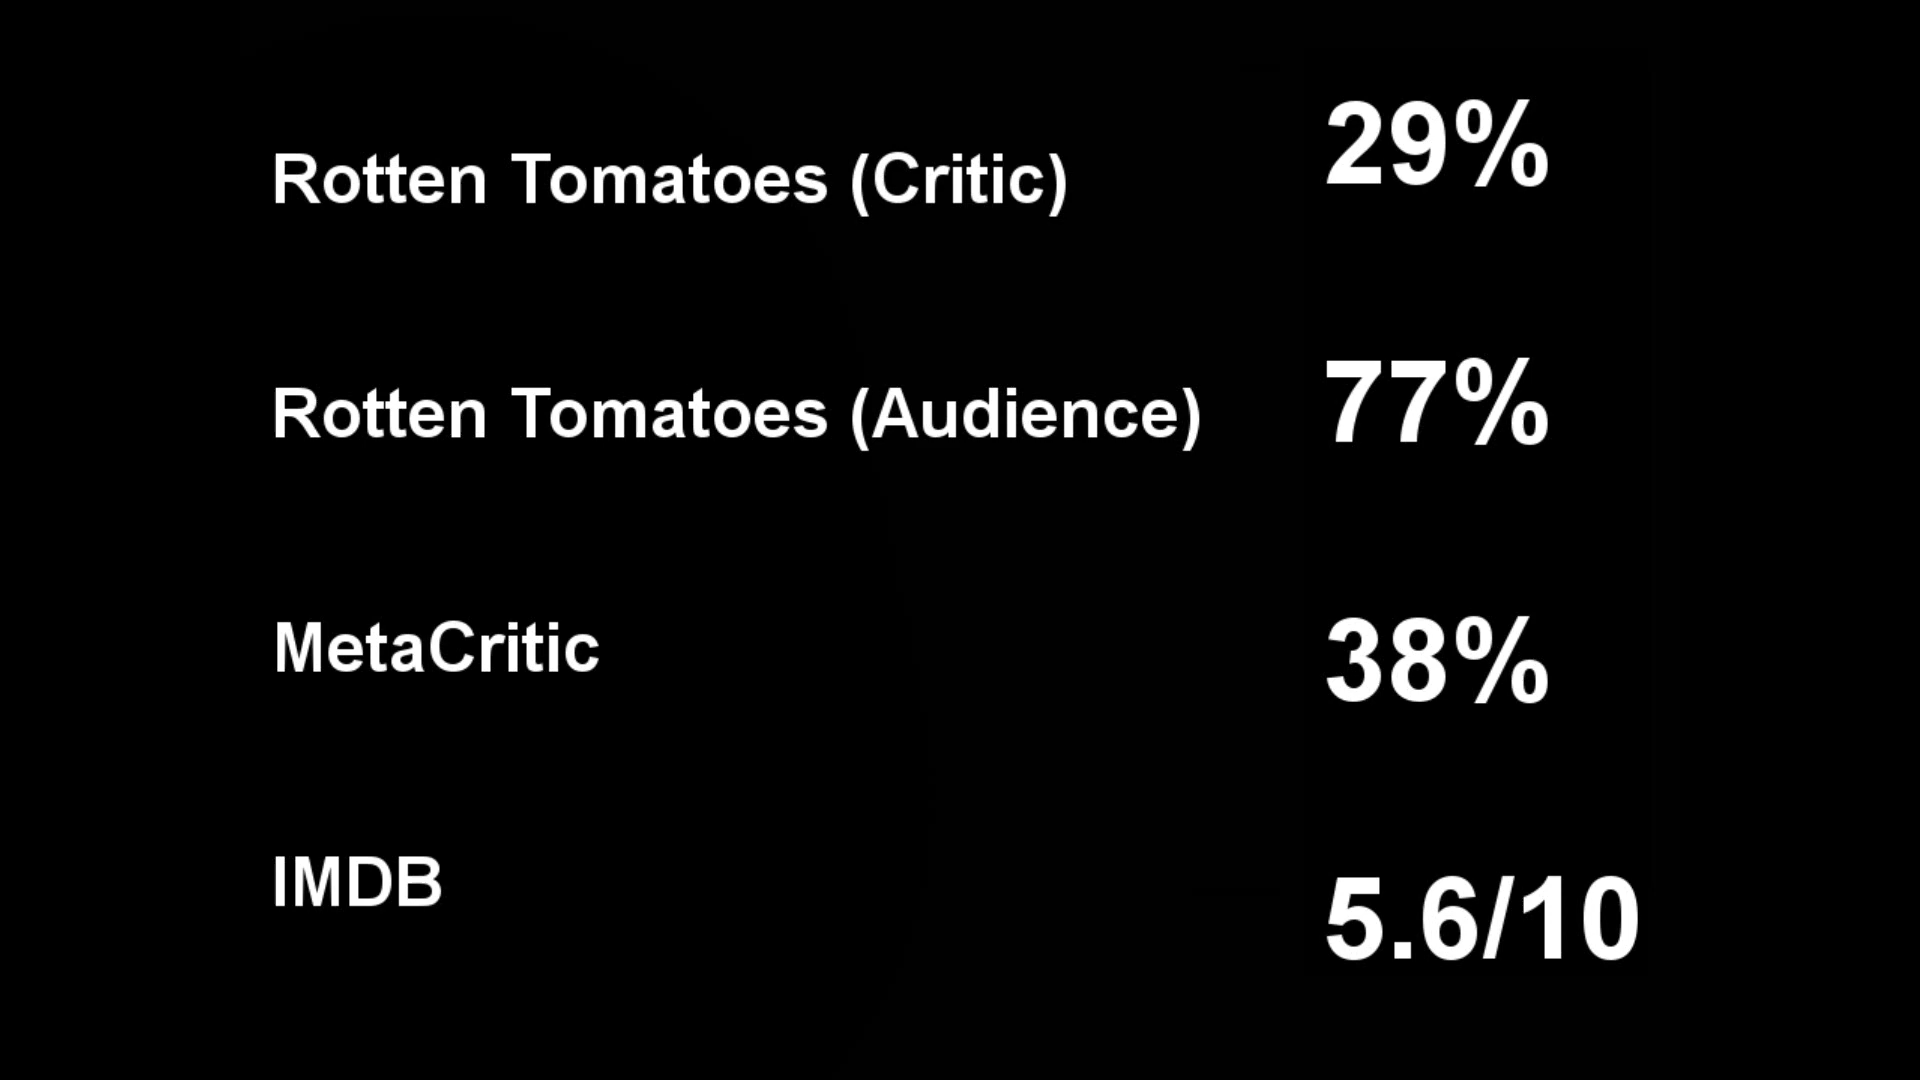 Rotten Tomatoes (Critic) 29%
Rotten Tomatoes (Audience) 77%
MetaCritic 38%
IMDB 5.6/10